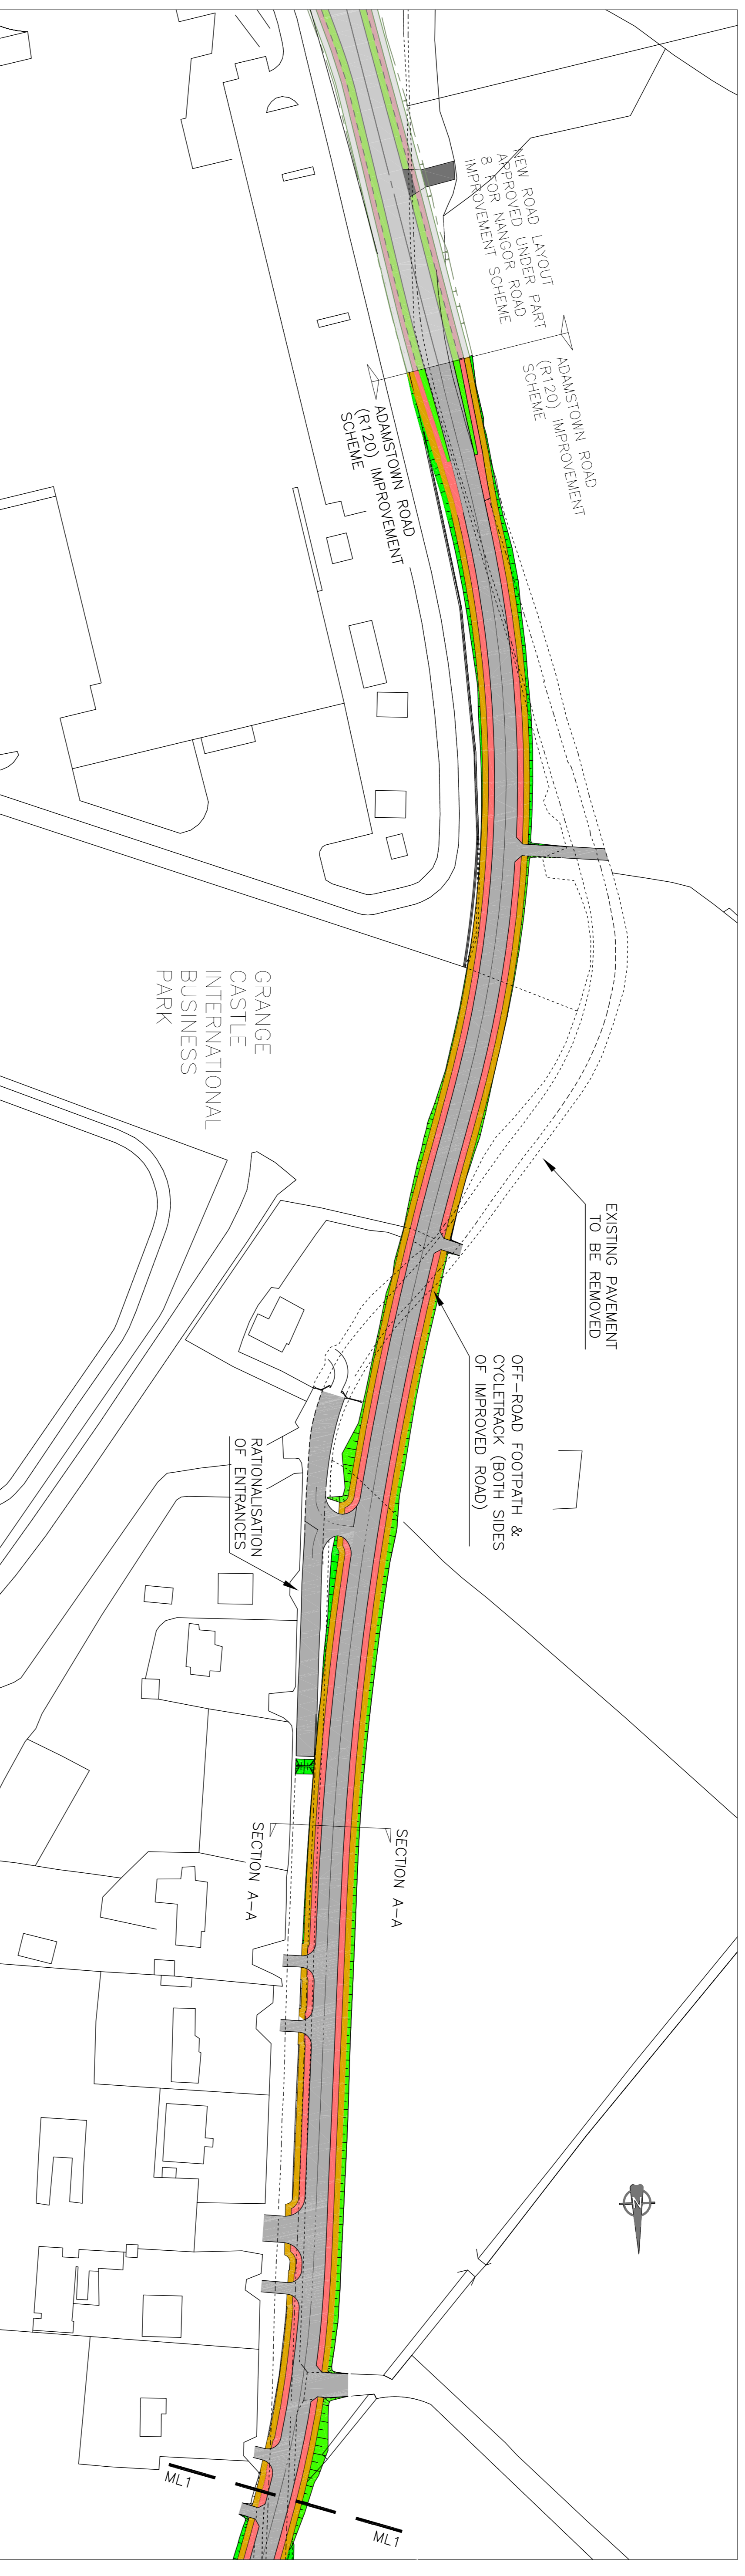 NEW ROAD LAYOUT
APPROVED UNDER PART
8 FOR NANGOR ROAD
IMPROVEMENT SCHEME
ADAMSTOWN ROAD
(R120) IMPROVEMENT
SCHEME
ADAMSTOWN ROAD
(R120) IMPROVEMENT
SCHEME
GRANGE
CASTLE
INTERNATIONAL
BUSINESS
PARK
EXISTING PAVEMENT
TO BE REMOVED
OFF-ROAD FOOTPATH &
CYCLETRACK (BOTH SIDES
OF IMPROVED ROAD)
RATIONALISATION
OF ENTRANCES
SECTION A-A
SECTION A-A
N
ML1
ML1